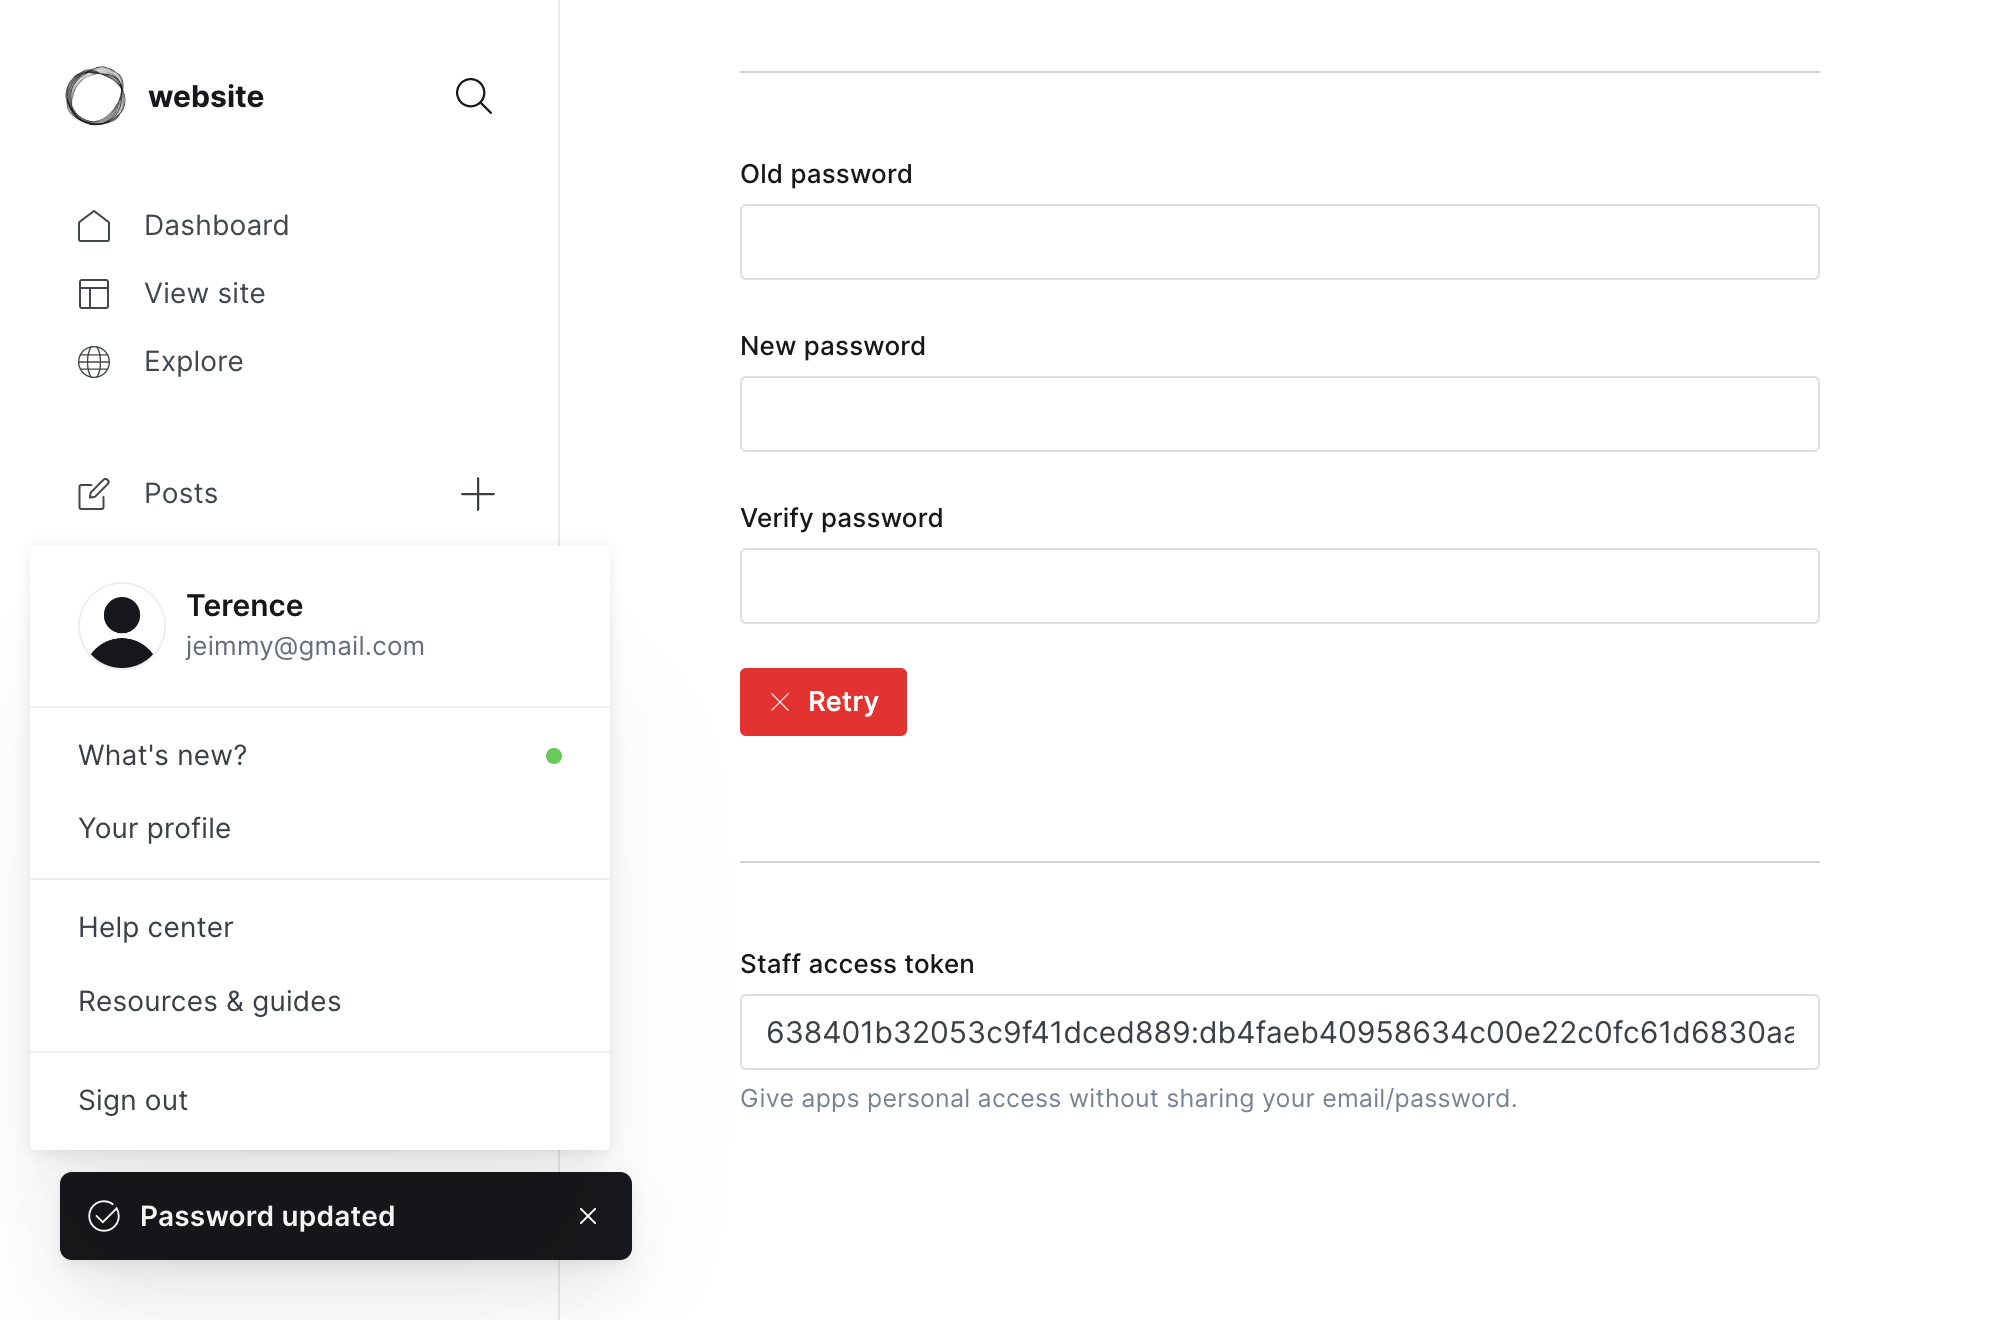 website
Dashboard
View site
Explore
Posts
Terence
jeimmy@gmail.com
What's new?
Your profile
Help center
Resources & guides
Sign out
Password updated
Old password
New password
Verify password
Retry
Staff access token
638401b32053c9f41dced889:db4faeb40958634c00e22c0fc61d6830aa
Give apps personal access without sharing your email/password.